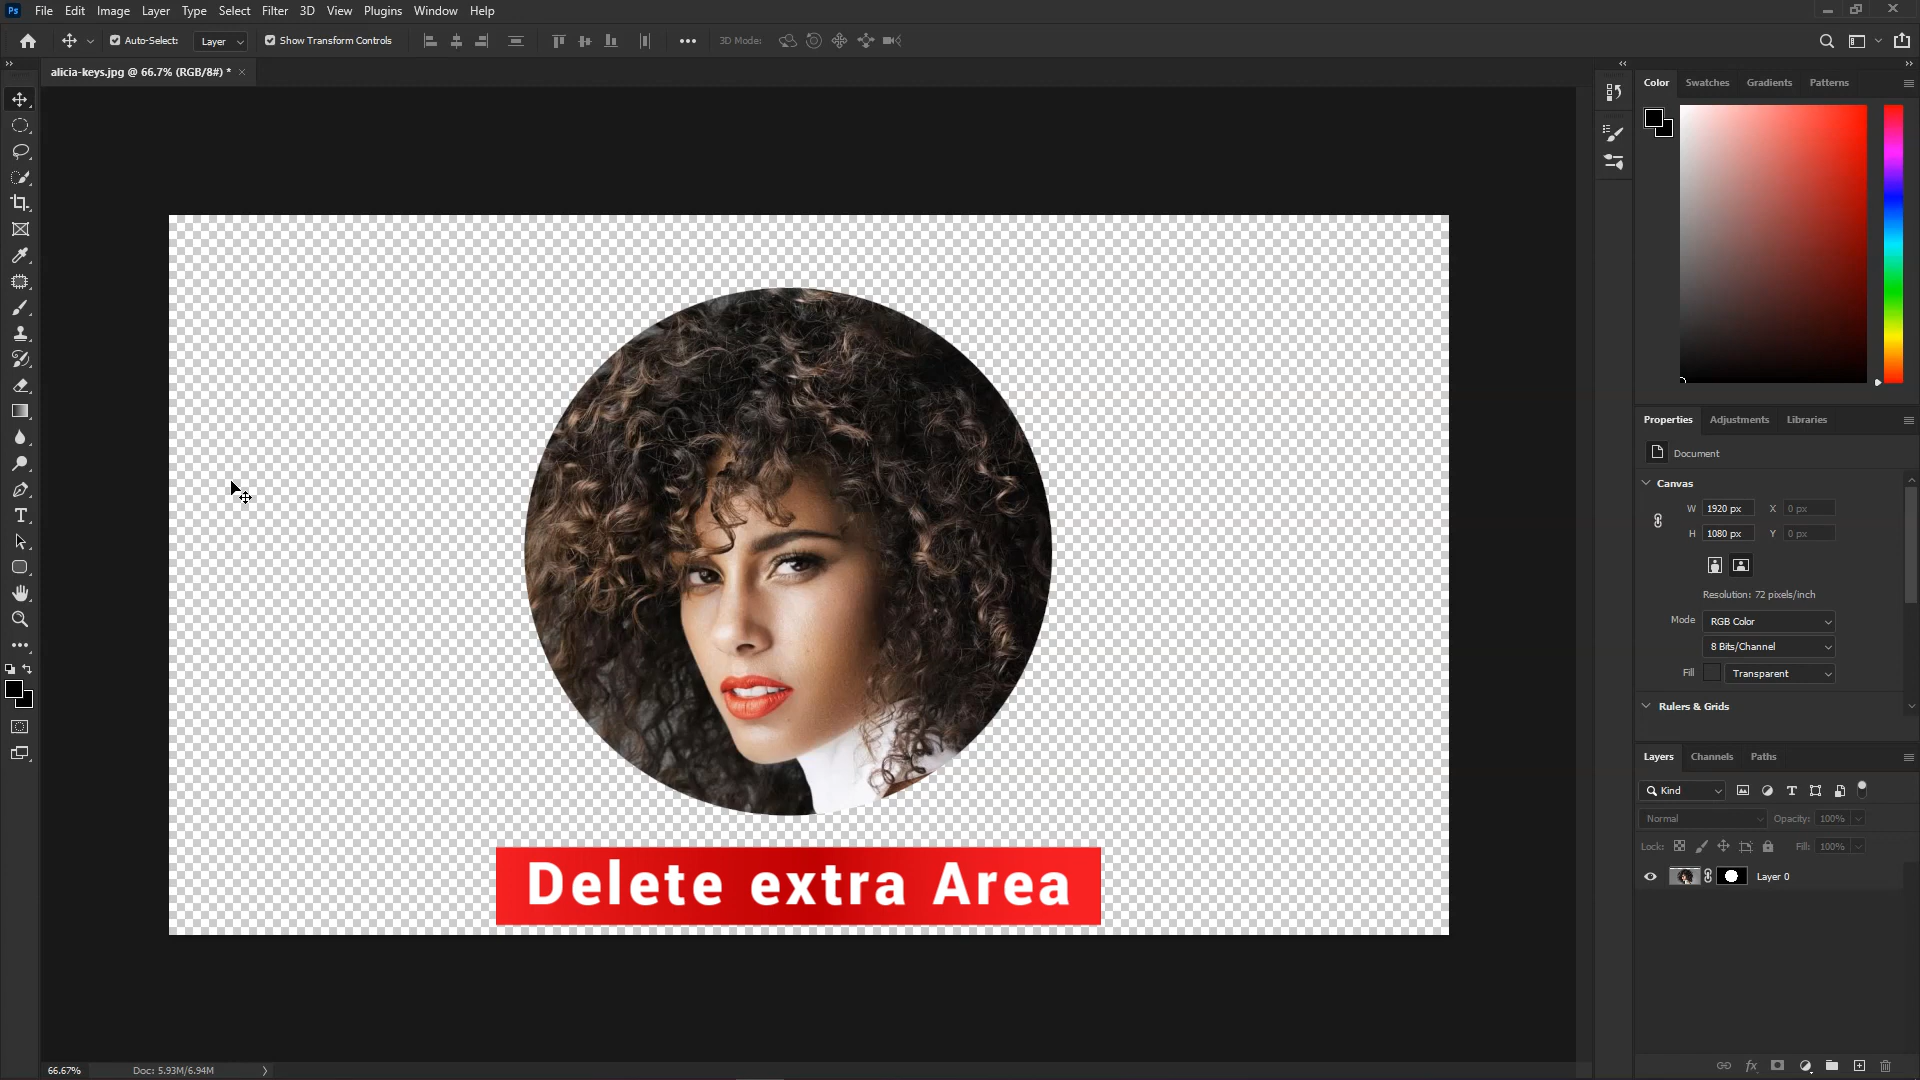 Ps File Edit Image Layer Type Select Filter 3D View Plugins Window Help
Auto-Select: Layer Show Transform Controls 3D Mode:
alicia-keys.jpg @ 66.7% (RGB/8#) *
Color Swatches Gradients Patterns
Properties Adjustments Libraries
Document
Canvas
W 1920 px X 0 px
H 1080 px Y 0 px
Resolution: 72 pixels/inch
Mode RGB Color
8 Bits/Channel
Fill Transparent
Rulers & Grids
Layers Channels Paths
Kind
Normal Opacity: 100%
Lock: Fill: 100%
Layer 0
Delete extra Area
66.67% Doc: 5.93M/6.94M